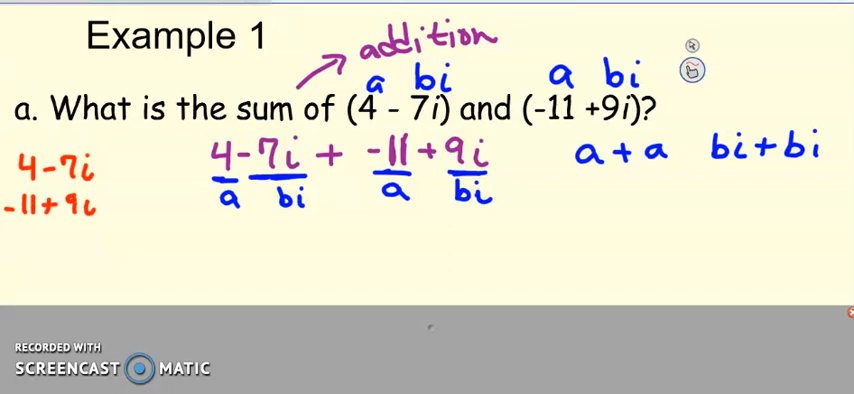 Example 1
addition
a bi a bi
a. What is the sum of (4 - 7i) and (-11 +9i)?
4-7i + -11+9i a+a bi+bi
a bi a bi
4-7i
-11+9i
RECORDED WITH
SCREENCAST MATIC